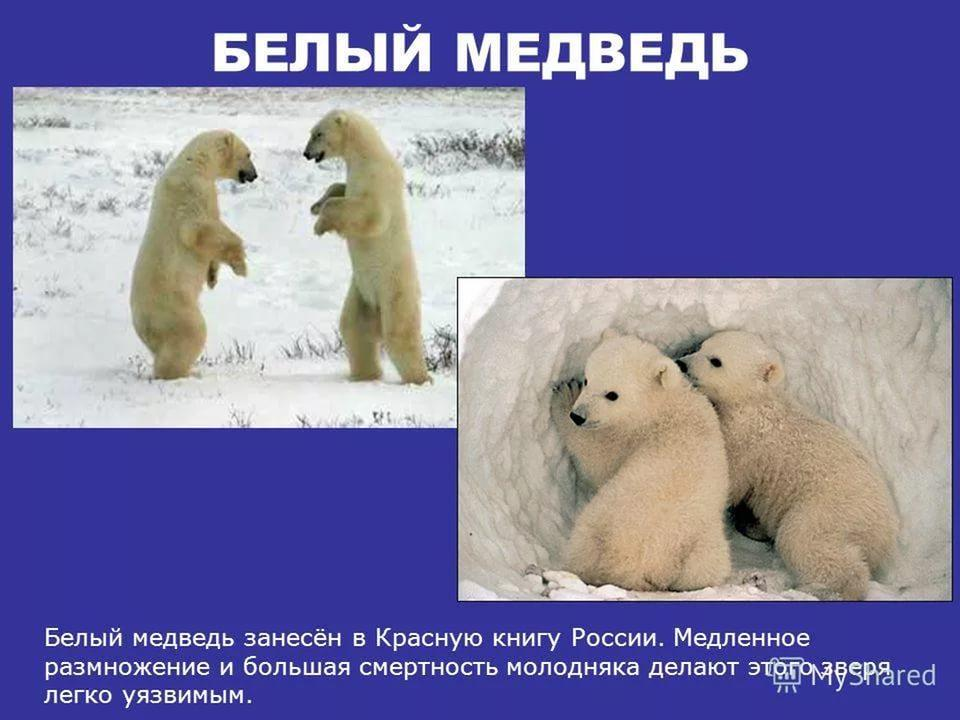 БЕЛЫЙ МЕДВЕДЬ
Белый медведь занесён в Красную книгу России. Медленное
размножение и большая смертность молодняка делают этого зверя
легко уязвимым.
MyShared